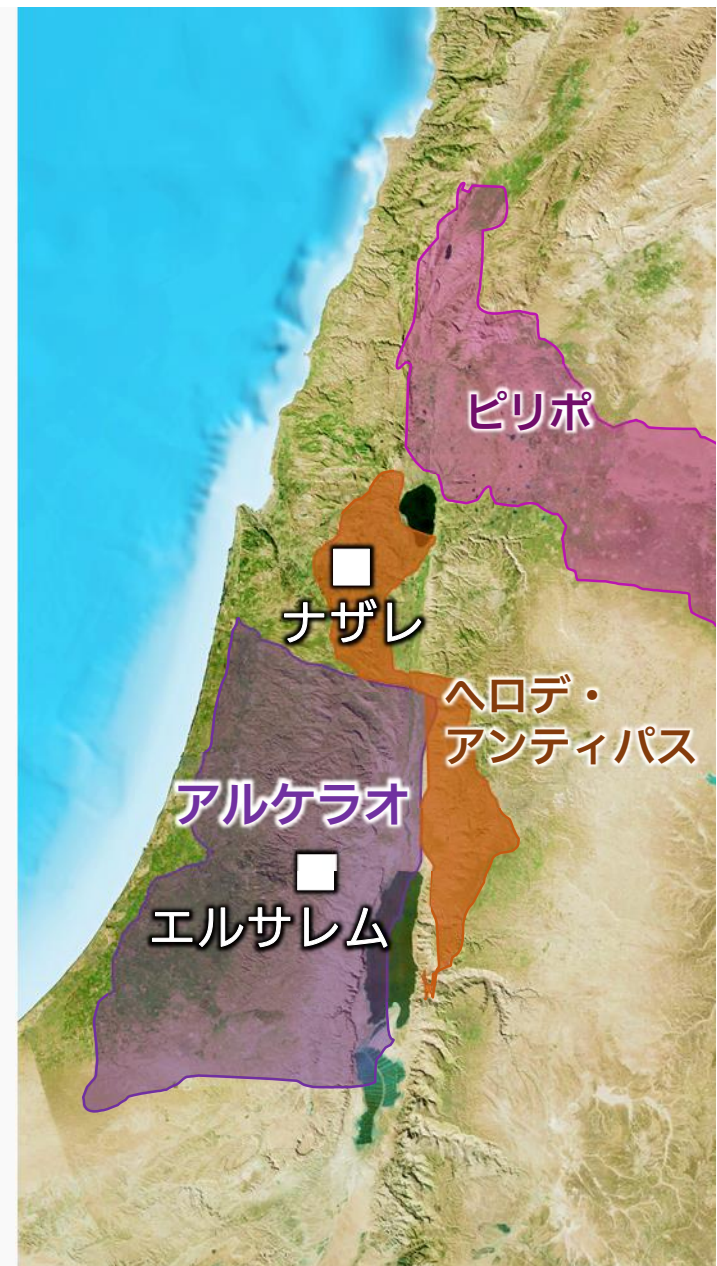 ピリポ
ナザレ
ヘロデ・
アンティパス
アルケラオ
エルサレム